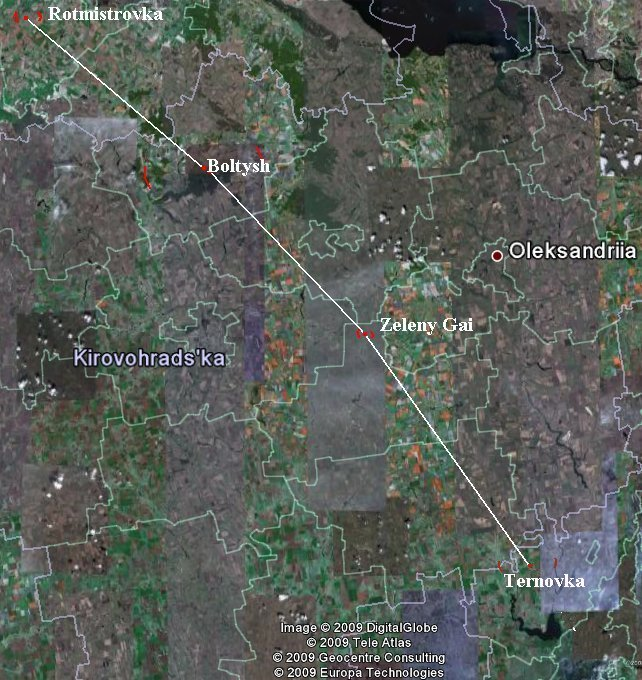 Rotmistrovka
Boltysh
Oleksandriia
Zeleny Gai
Kirovohrads'ka
Ternovka
Image © 2009 DigitalGlobe
© 2009 Tele Atlas
© 2009 Geocentre Consulting
© 2009 Europa Technologies